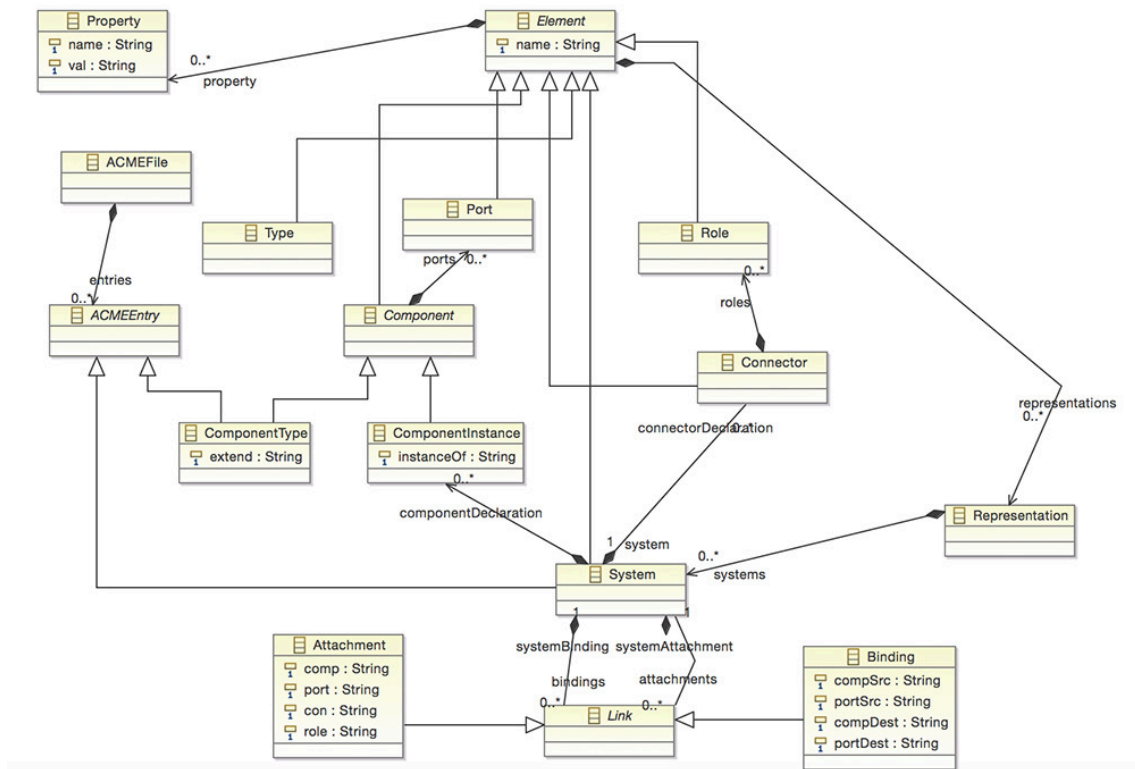 Property
name : String
val : String
0..*
property
Element
name : String
ACMEFile
entries
0..*
ACMEEntry
Type
Port
ports
0..*
Component
Role
0..*
roles
Connector
connectorDeclaration
0..*
representations
0..*
ComponentType
extend : String
ComponentInstance
instanceOf : String
0..*
componentDeclaration
1
system
Representation
0..*
systems
System
1
1
systemBinding
systemAttachment
bindings
attachments
0..*
0..*
Link
Attachment
comp : String
port : String
con : String
role : String
Binding
compSrc : String
portSrc : String
compDest : String
portDest : String